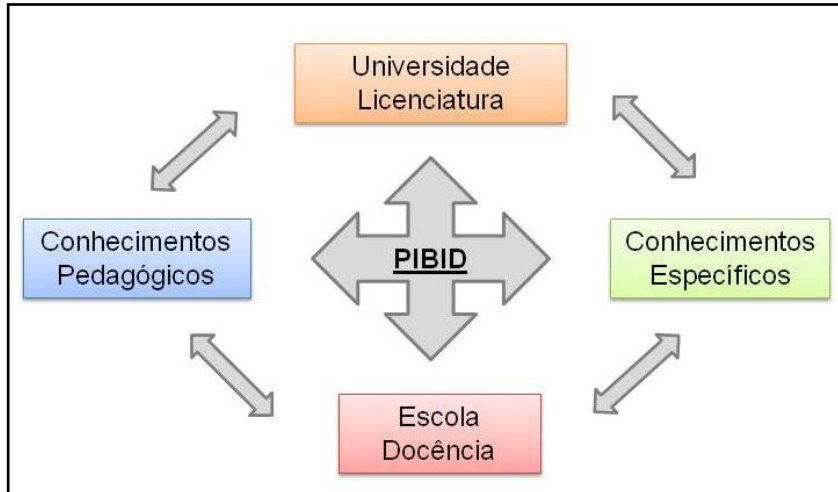 Universidade
Licenciatura
Conhecimentos
Pedagógicos
PIBID
Conhecimentos
Específicos
Escola
Docência